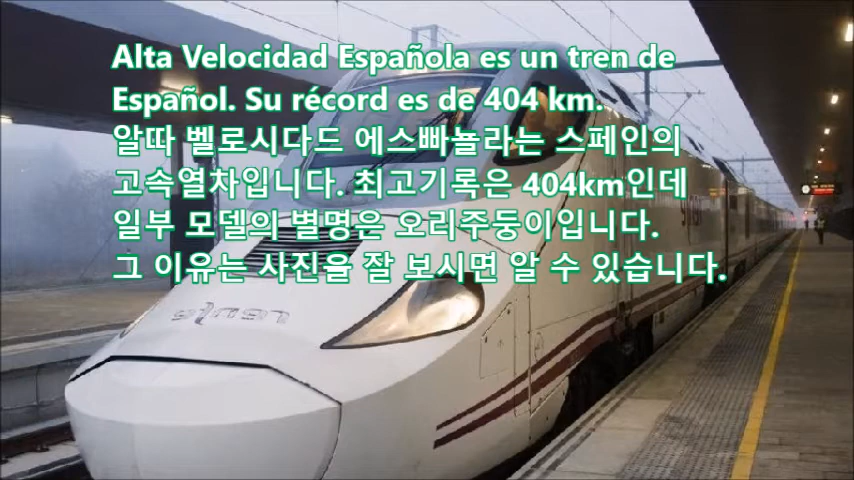 Alta Velocidad Española es un tren de
Español. Su récord es de 404 km.
알따 벨로시다드 에스빠뇰라는 스페인의
고속열차입니다. 최고기록은 404km인데
일부 모델의 별명은 오리주둥이입니다.
그 이유는 사진을 잘 보시면 알 수 있습니다.
renfe